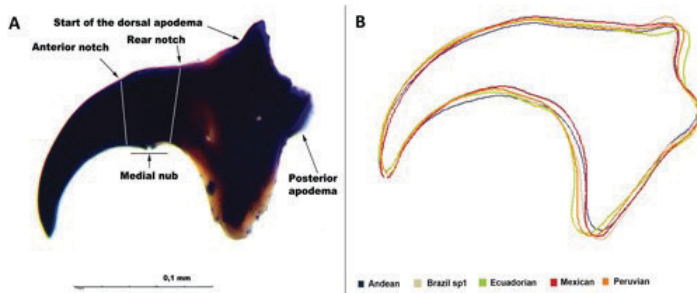 A
Start of the dorsal apodema
Rear notch
Anterior notch
Medial nub
Posterior
apodema
0,1 mm
B
Andean
Brazil sp1
Ecuadorian
Mexican
Peruvian